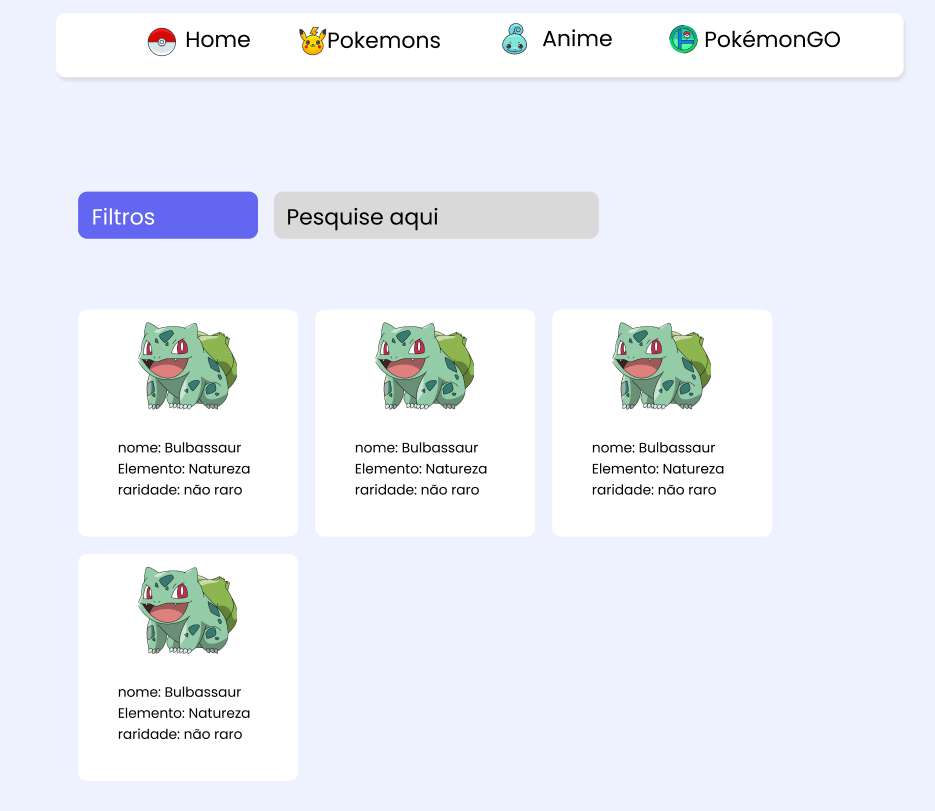 Home
Pokemons
Anime
PokémonGO
Filtros
Pesquise aqui
nome: Bulbassaur
Elemento: Natureza
raridade: não raro
nome: Bulbassaur
Elemento: Natureza
raridade: não raro
nome: Bulbassaur
Elemento: Natureza
raridade: não raro
nome: Bulbassaur
Elemento: Natureza
raridade: não raro